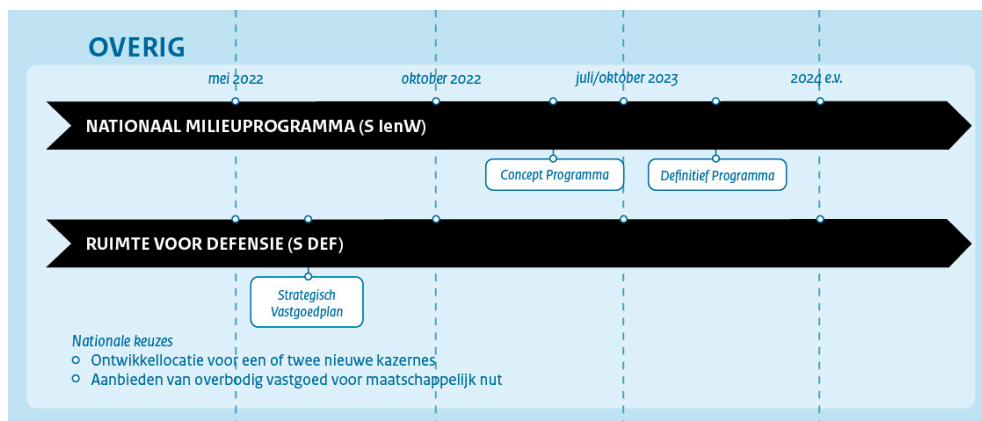 OVERIG
mei 2022
oktober 2022
juli/oktober 2023
2024 e.v.
NATIONAAL MILIEUPROGRAMMA (S IenW)
Concept Programma
Definitief Programma
RUIMTE VOOR DEFENSIE (S DEF)
Strategisch
Vastgoedplan
Nationale keuzes
Ontwikkellocatie voor een of twee nieuwe kazernes
Aanbieden van overbodig vastgoed voor maatschappelijk nut